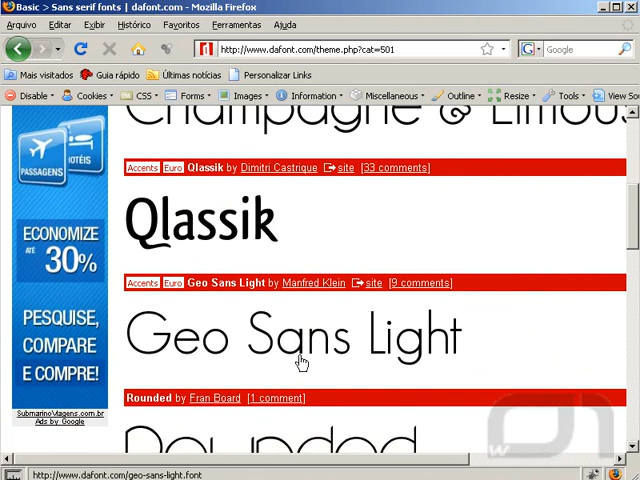 Basic > Sans serif fonts | dafont.com - Mozilla Firefox
Arquivo Editar Exibir Histórico Favoritos Ferramentas Ajuda
http://www.dafont.com/theme.php?cat=501 Google
Mais visitados Guia rápido Últimas notícias Personalizar Links
Disable Cookies CSS Forms Images Information Miscellaneous Outline Resize Tools View Sou
Champagne & Limous
PASSAGENS
HOTÉIS
ECONOMIZE
ATÉ 30%
PESQUISE,
COMPARE
E COMPRE!
SubmarinoViagens.com.br
Ads by Google
Accents Euro Qlassik by Dimitri Castrique site [33 comments]
Qlassik
Accents Euro Geo Sans Light by Manfred Klein site [9 comments]
Geo Sans Light
Rounded by Fran Board [1 comment]
Rounded
w
http://www.dafont.com/geo-sans-light.font